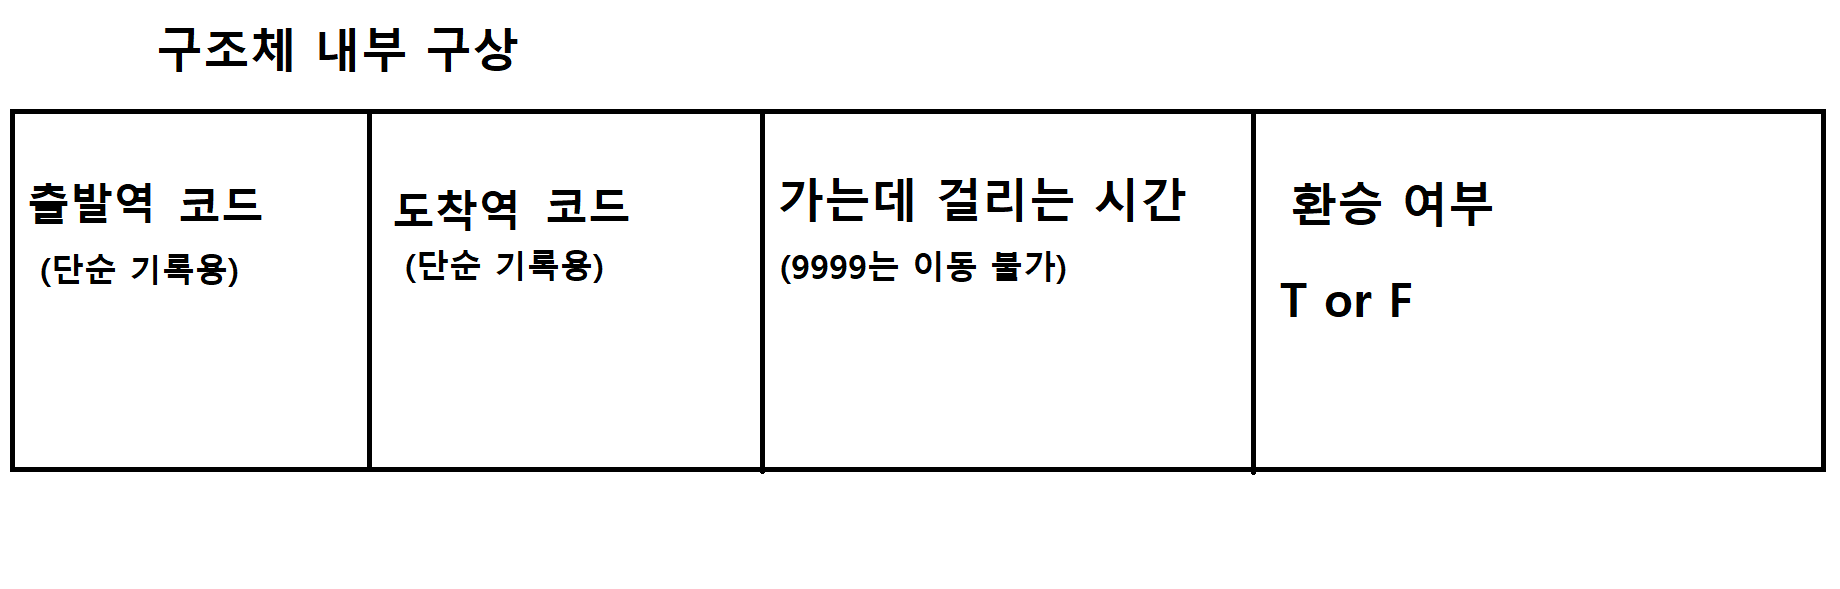 구조체 내부 구상
출발역 코드
(단순 기록용)
도착역 코드
(단순 기록용)
가는데 걸리는 시간
(9999는 이동 불가)
환승 여부
T or F